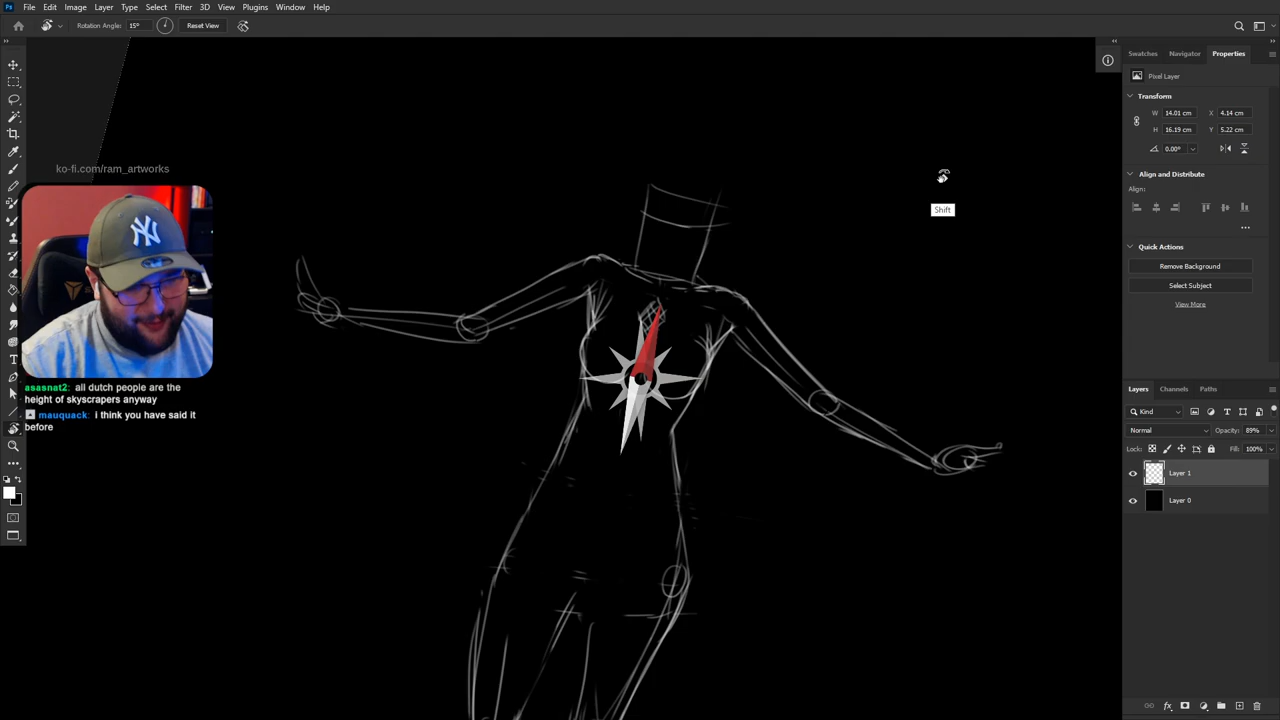 Ps File Edit Image Layer Type Select Filter 3D View Plugins Window Help
Rotation Angle: 15° Reset View
Swatches Navigator Properties
Pixel Layer
Transform
W 14.01 cm X 4.14 cm
H 16.19 cm Y 5.22 cm
0.00°
Align and Distribute
Align:
Quick Actions
Remove Background
Select Subject
View More
ko-fi.com/ram_artworks
Shift
NY
asasnat2: all dutch people are the
height of skyscrapers anyway
mauquack: i think you have said it
before
Layers Channels Paths
Kind
Normal Opacity: 89%
Lock: Fill: 100%
Layer 1
Layer 0
fx